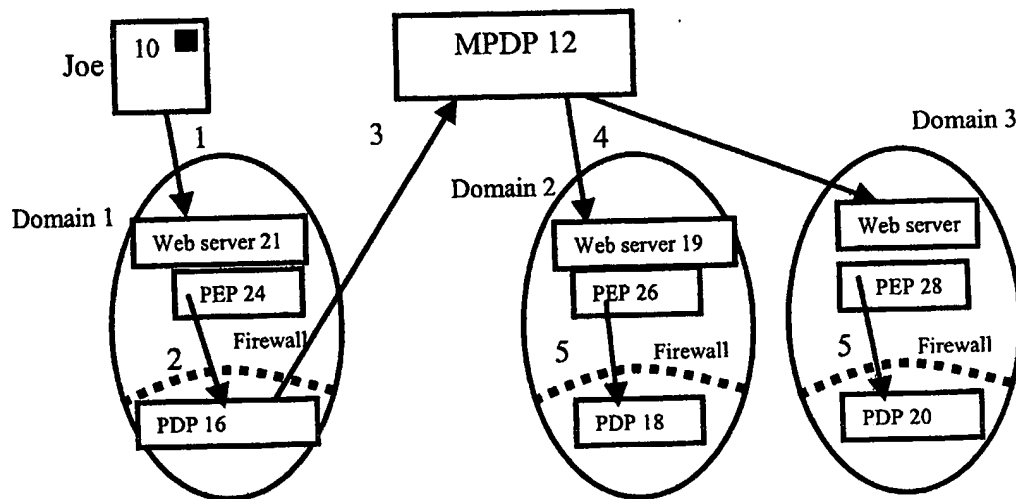 10
MPDP 12
Joe
1
3
4
Domain 3
Domain 1
Domain 2
Web server 21
Web server 19
Web server
PEP 24
PEP 26
PEP 28
2
Firewall
5
Firewall
5
Firewall
PDP 16
PDP 18
PDP 20